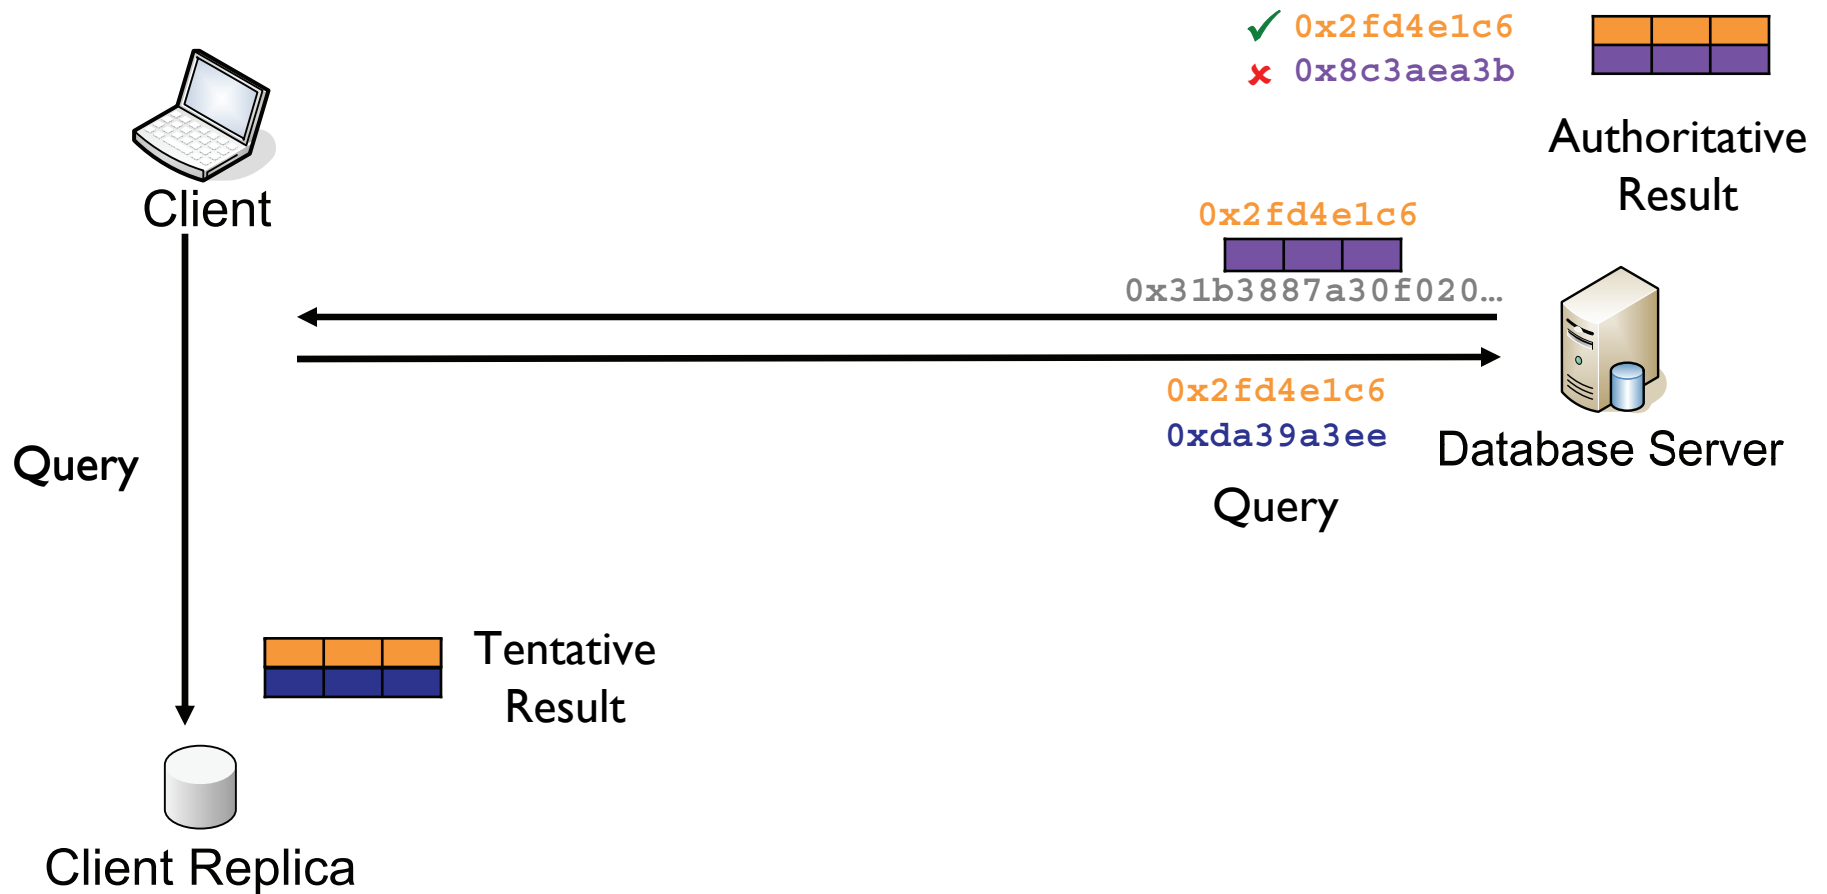 0x2fd4e1c6
0x8c3aea3b
Authoritative
Result
Client
0x2fd4e1c6
0x31b3887a30f020…
0x2fd4e1c6
0xda39a3ee
Database Server
Query
Query
Tentative
Result
Client Replica